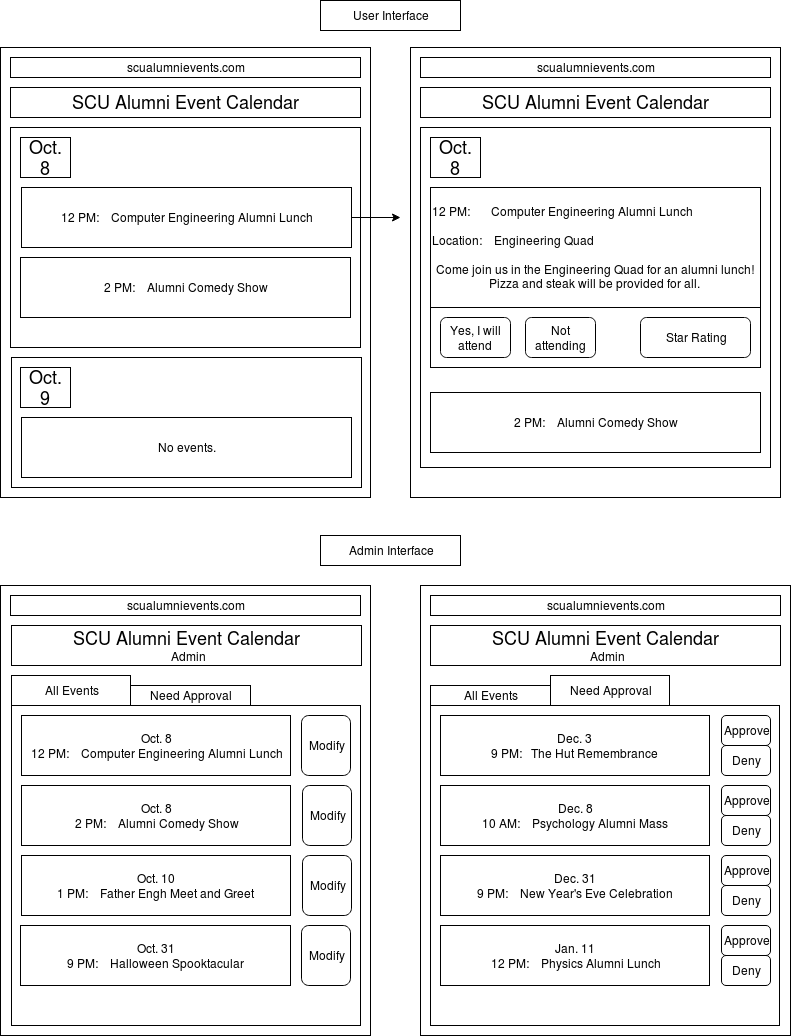 User Interface
scualumnievents.com
SCU Alumni Event Calendar
Oct.
8
12 PM: Computer Engineering Alumni Lunch
2 PM: Alumni Comedy Show
Oct.
9
No events.
scualumnievents.com
SCU Alumni Event Calendar
Oct.
8
12 PM: Computer Engineering Alumni Lunch
Location: Engineering Quad
Come join us in the Engineering Quad for an alumni lunch!
Pizza and steak will be provided for all.
Yes, I will
attend
Not
attending
Star Rating
2 PM: Alumni Comedy Show
Admin Interface
scualumnievents.com
SCU Alumni Event Calendar
Admin
All Events
Need Approval
Oct. 8
12 PM: Computer Engineering Alumni Lunch
Modify
Oct. 8
2 PM: Alumni Comedy Show
Modify
Oct. 10
1 PM: Father Engh Meet and Greet
Modify
Oct. 31
9 PM: Halloween Spooktacular
Modify
scualumnievents.com
SCU Alumni Event Calendar
Admin
All Events
Need Approval
Dec. 3
9 PM: The Hut Remembrance
Approve
Deny
Dec. 8
10 AM: Psychology Alumni Mass
Approve
Deny
Dec. 31
9 PM: New Year's Eve Celebration
Approve
Deny
Jan. 11
12 PM: Physics Alumni Lunch
Approve
Deny